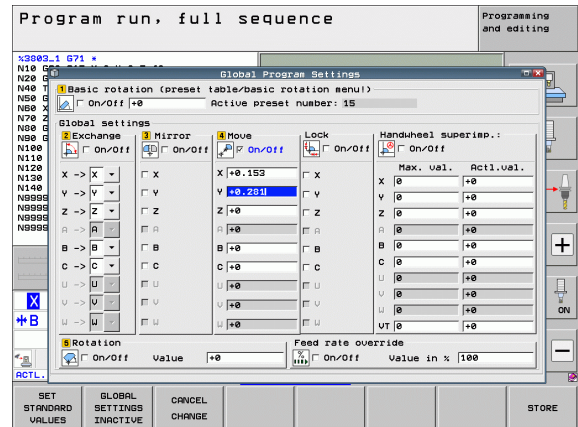 Program run, full sequence
Programming and editing
%3803_1 G71 *
Global Program Settings
1 Basic rotation (preset table/basic rotation menu!)
On/Off +0 Active preset number: 15
Global settings
2 Exchange 3 Mirror 4 Move Lock Handwheel superimp.:
On/Off On/Off On/Off On/Off On/Off
Max. val. Actl.val.
X -> X X X +0.153 X X 0 +0
Y -> Y Y Y +0.281 Y Y 0 +0
Z -> Z Z Z +0 Z Z 0 +0
A -> A A A +0 A A 0 +0
B -> B B B +0 B B 0 +0
C -> C C C +0 C C 0 +0
U -> U U U +0 U U 0 +0
V -> V V V +0 V V 0 +0
W -> W W W +0 W W 0 +0
VT 0 +0
5 Rotation Feed rate override
On/Off Value +0 On/Off Value in % 100
N40 T
N70 Z
N100
N110
N120
N130
N140
N9999
N9999
N9999
N9999
X
+B
ACTL.
ON
SET STANDARD VALUES
GLOBAL SETTINGS INACTIVE
CANCEL CHANGE
STORE